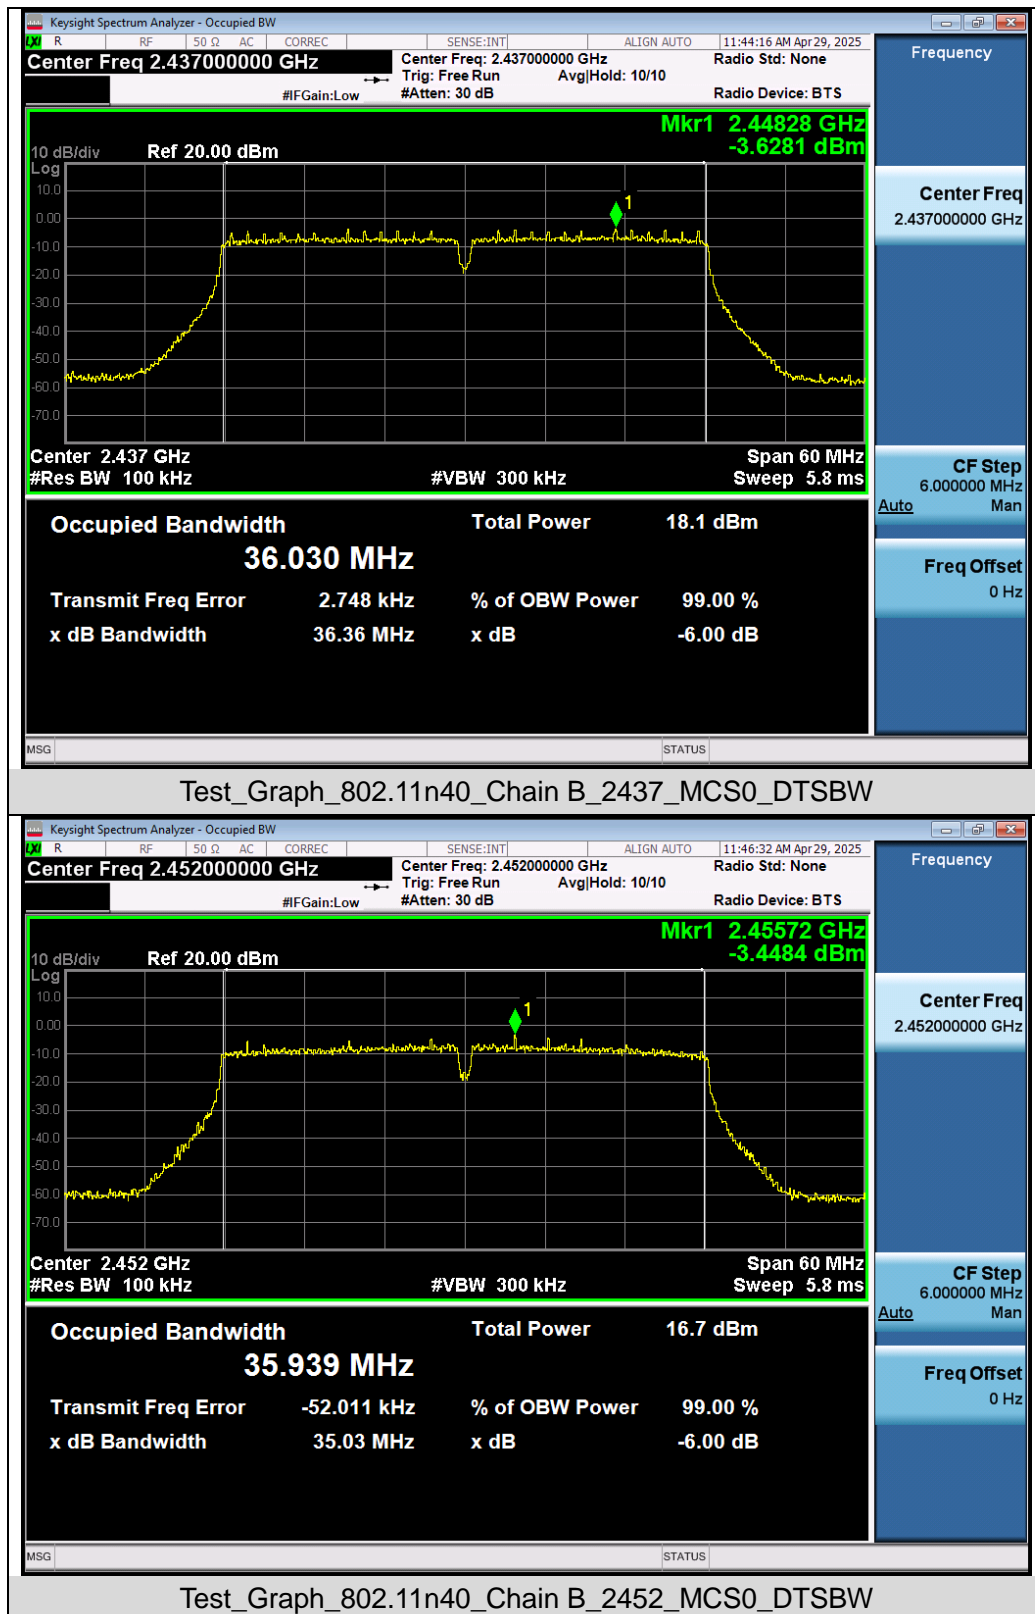 Keysight Spectrum Analyzer - Occupied BW
LXI R RF 50 Ω AC CORREC SENSE:INT ALIGN AUTO 11:44:16 AM Apr 29, 2025
Center Freq 2.437000000 GHz
Center Freq: 2.437000000 GHz
Radio Std: None
Trig: Free Run Avg|Hold: 10/10
#IFGain:Low
#Atten: 30 dB
Radio Device: BTS
Frequency
Mkr1 2.44828 GHz
-3.6281 dBm
10 dB/div Ref 20.00 dBm
Log
10.0
0.00
-10.0
-20.0
-30.0
-40.0
-50.0
-60.0
-70.0
1
Center 2.437 GHz
Span 60 MHz
#Res BW 100 kHz
#VBW 300 kHz
Sweep 5.8 ms
Center Freq
2.437000000 GHz
CF Step
6.000000 MHz
Auto Man
Freq Offset
0 Hz
Occupied Bandwidth
Total Power 18.1 dBm
36.030 MHz
Transmit Freq Error 2.748 kHz
% of OBW Power 99.00 %
x dB Bandwidth 36.36 MHz
x dB -6.00 dB
MSG
STATUS
Test_Graph_802.11n40_Chain B_2437_MCS0_DTSBW
Keysight Spectrum Analyzer - Occupied BW
LXI R RF 50 Ω AC CORREC SENSE:INT ALIGN AUTO 11:46:32 AM Apr 29, 2025
Center Freq 2.452000000 GHz
Center Freq: 2.452000000 GHz
Radio Std: None
Trig: Free Run Avg|Hold: 10/10
#IFGain:Low
#Atten: 30 dB
Radio Device: BTS
Frequency
Mkr1 2.45572 GHz
-3.4484 dBm
10 dB/div Ref 20.00 dBm
Log
10.0
0.00
-10.0
-20.0
-30.0
-40.0
-50.0
-60.0
-70.0
1
Center 2.452 GHz
Span 60 MHz
#Res BW 100 kHz
#VBW 300 kHz
Sweep 5.8 ms
Center Freq
2.452000000 GHz
CF Step
6.000000 MHz
Auto Man
Freq Offset
0 Hz
Occupied Bandwidth
Total Power 16.7 dBm
35.939 MHz
Transmit Freq Error -52.011 kHz
% of OBW Power 99.00 %
x dB Bandwidth 35.03 MHz
x dB -6.00 dB
MSG
STATUS
Test_Graph_802.11n40_Chain B_2452_MCS0_DTSBW